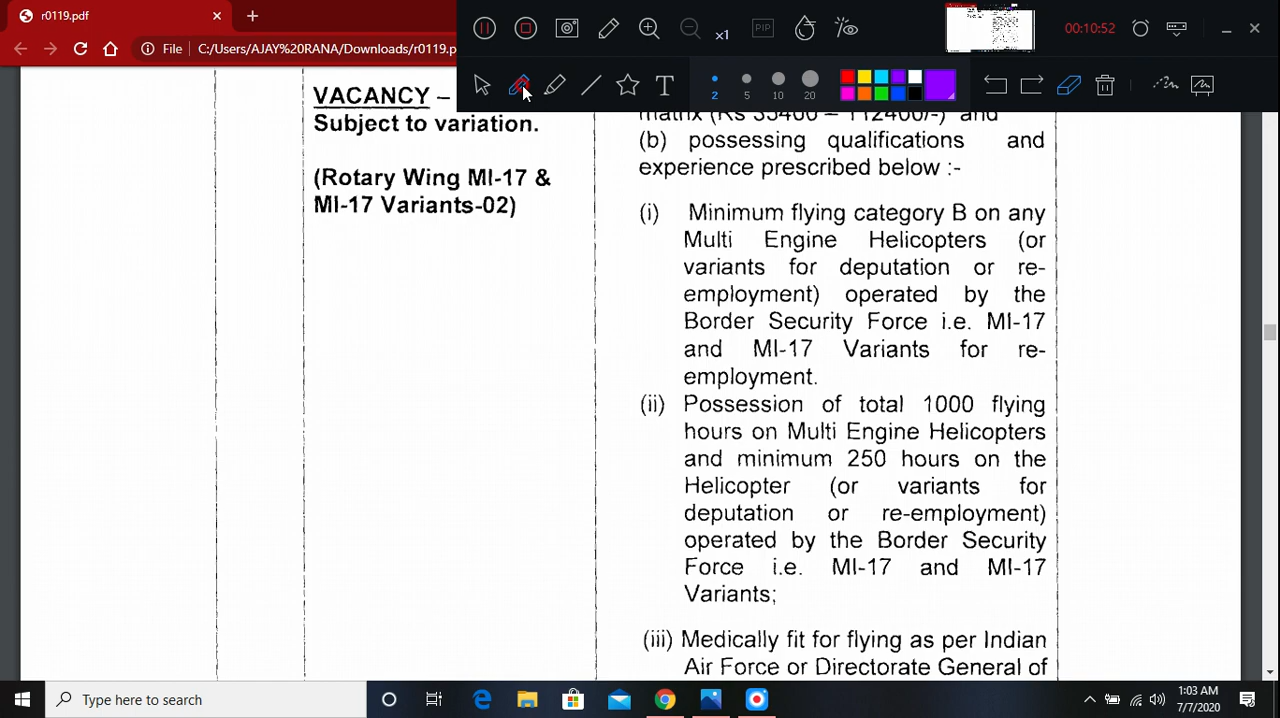 r0119.pdf
File
C:/Users/AJAY%20RANA/Downloads/r0119.p
x1
PIP
00:10:52
2
5
10
20
VACANCY –
Subject to variation.
(Rotary Wing MI-17 &
MI-17 Variants-02)
matrix (Rs 35400 – 112400/-) and
(b) possessing qualifications and
experience prescribed below :-
(i) Minimum flying category B on any
Multi Engine Helicopters (or
variants for deputation or re-
employment) operated by the
Border Security Force i.e. MI-17
and MI-17 Variants for re-
employment.
(ii) Possession of total 1000 flying
hours on Multi Engine Helicopters
and minimum 250 hours on the
Helicopter (or variants for
deputation or re-employment)
operated by the Border Security
Force i.e. MI-17 and MI-17
Variants;
(iii) Medically fit for flying as per Indian
Air Force or Directorate General of
Type here to search
1:03 AM
7/7/2020